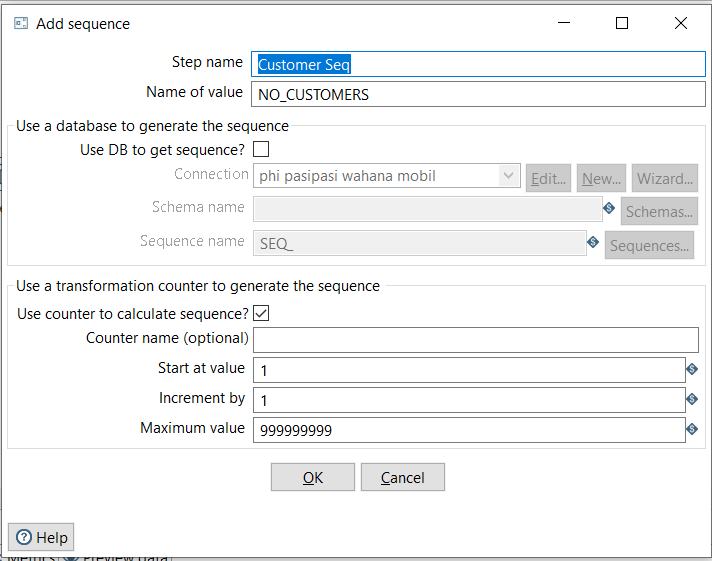 Add sequence
Step name Customer Seq
Name of value NO_CUSTOMERS
Use a database to generate the sequence
Use DB to get sequence?
Connection phi pasipasi wahana mobil Edit... New... Wizard...
Schema name Schemas...
Sequence name SEQ_ Sequences...
Use a transformation counter to generate the sequence
Use counter to calculate sequence?
Counter name (optional)
Start at value 1
Increment by 1
Maximum value 999999999
OK Cancel
Help
Metrics Preview data